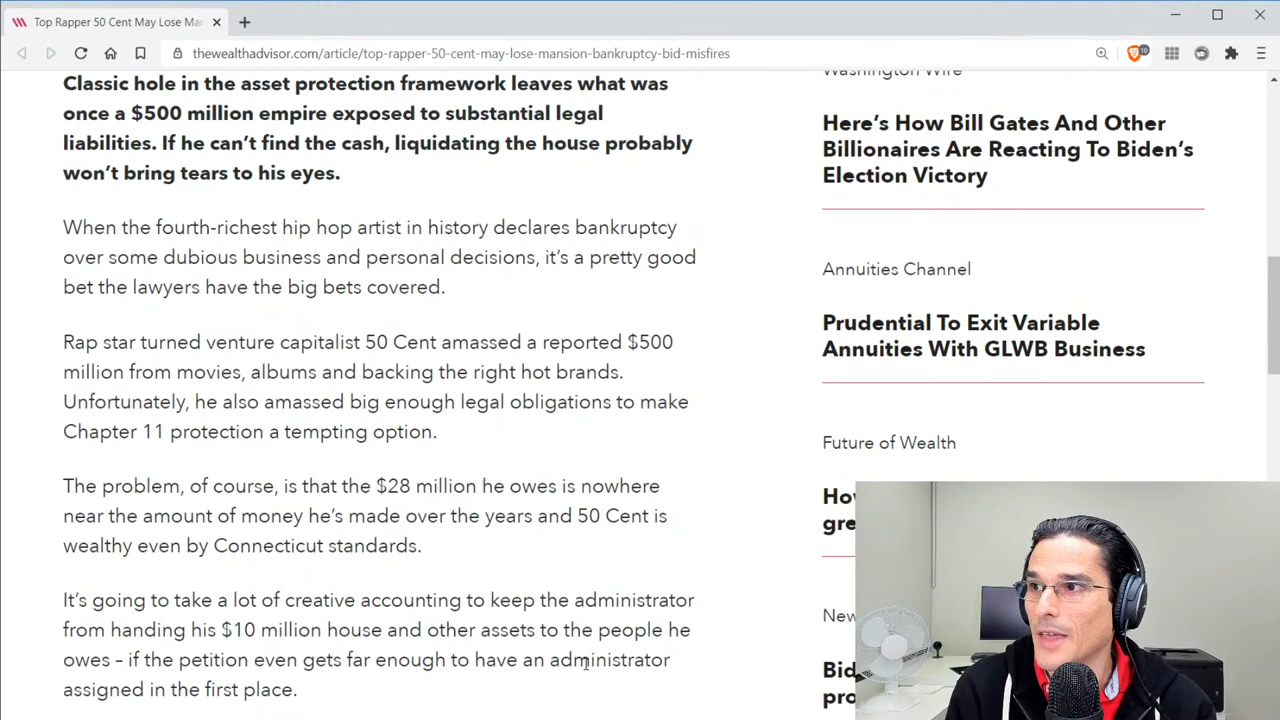 Top Rapper 50 Cent May Lose Man
thewealthadvisor.com/article/top-rapper-50-cent-may-lose-mansion-bankruptcy-bid-misfires
10
Classic hole in the asset protection framework leaves what was
once a $500 million empire exposed to substantial legal
liabilities. If he can’t find the cash, liquidating the house probably
won’t bring tears to his eyes.
When the fourth-richest hip hop artist in history declares bankruptcy
over some dubious business and personal decisions, it’s a pretty good
bet the lawyers have the big bets covered.
Rap star turned venture capitalist 50 Cent amassed a reported $500
million from movies, albums and backing the right hot brands.
Unfortunately, he also amassed big enough legal obligations to make
Chapter 11 protection a tempting option.
The problem, of course, is that the $28 million he owes is nowhere
near the amount of money he’s made over the years and 50 Cent is
wealthy even by Connecticut standards.
It’s going to take a lot of creative accounting to keep the administrator
from handing his $10 million house and other assets to the people he
owes – if the petition even gets far enough to have an administrator
assigned in the first place.
Washington Wire
Here’s How Bill Gates And Other
Billionaires Are Reacting To Biden’s
Election Victory
Annuities Channel
Prudential To Exit Variable
Annuities With GLWB Business
Future of Wealth
Ho
gre
New
Bid
pro